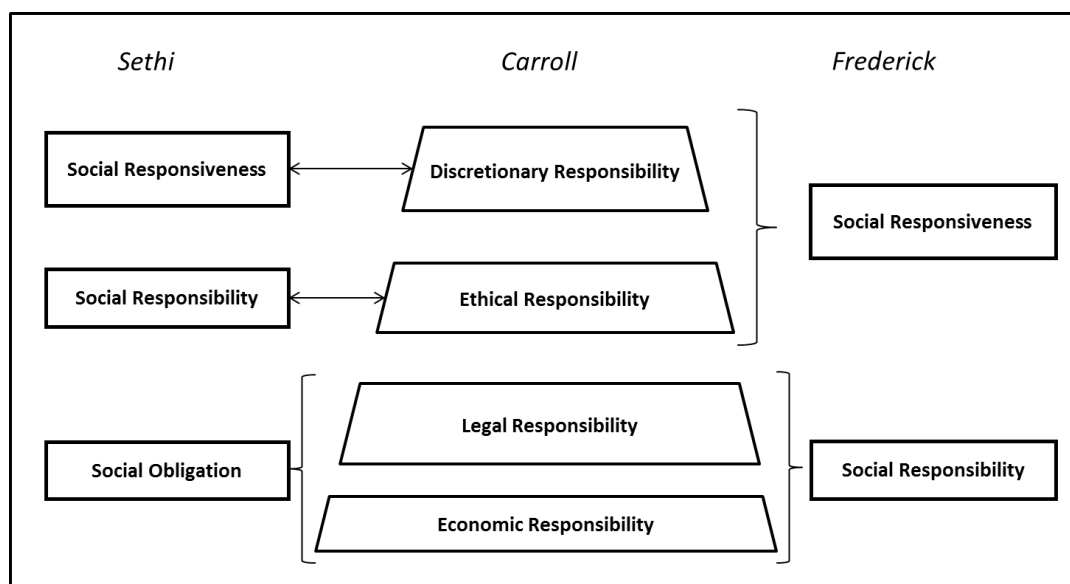 Sethi
Carroll
Frederick
Social Responsiveness
Discretionary Responsibility
Social Responsiveness
Social Responsibility
Ethical Responsibility
Legal Responsibility
Social Obligation
Social Responsibility
Economic Responsibility